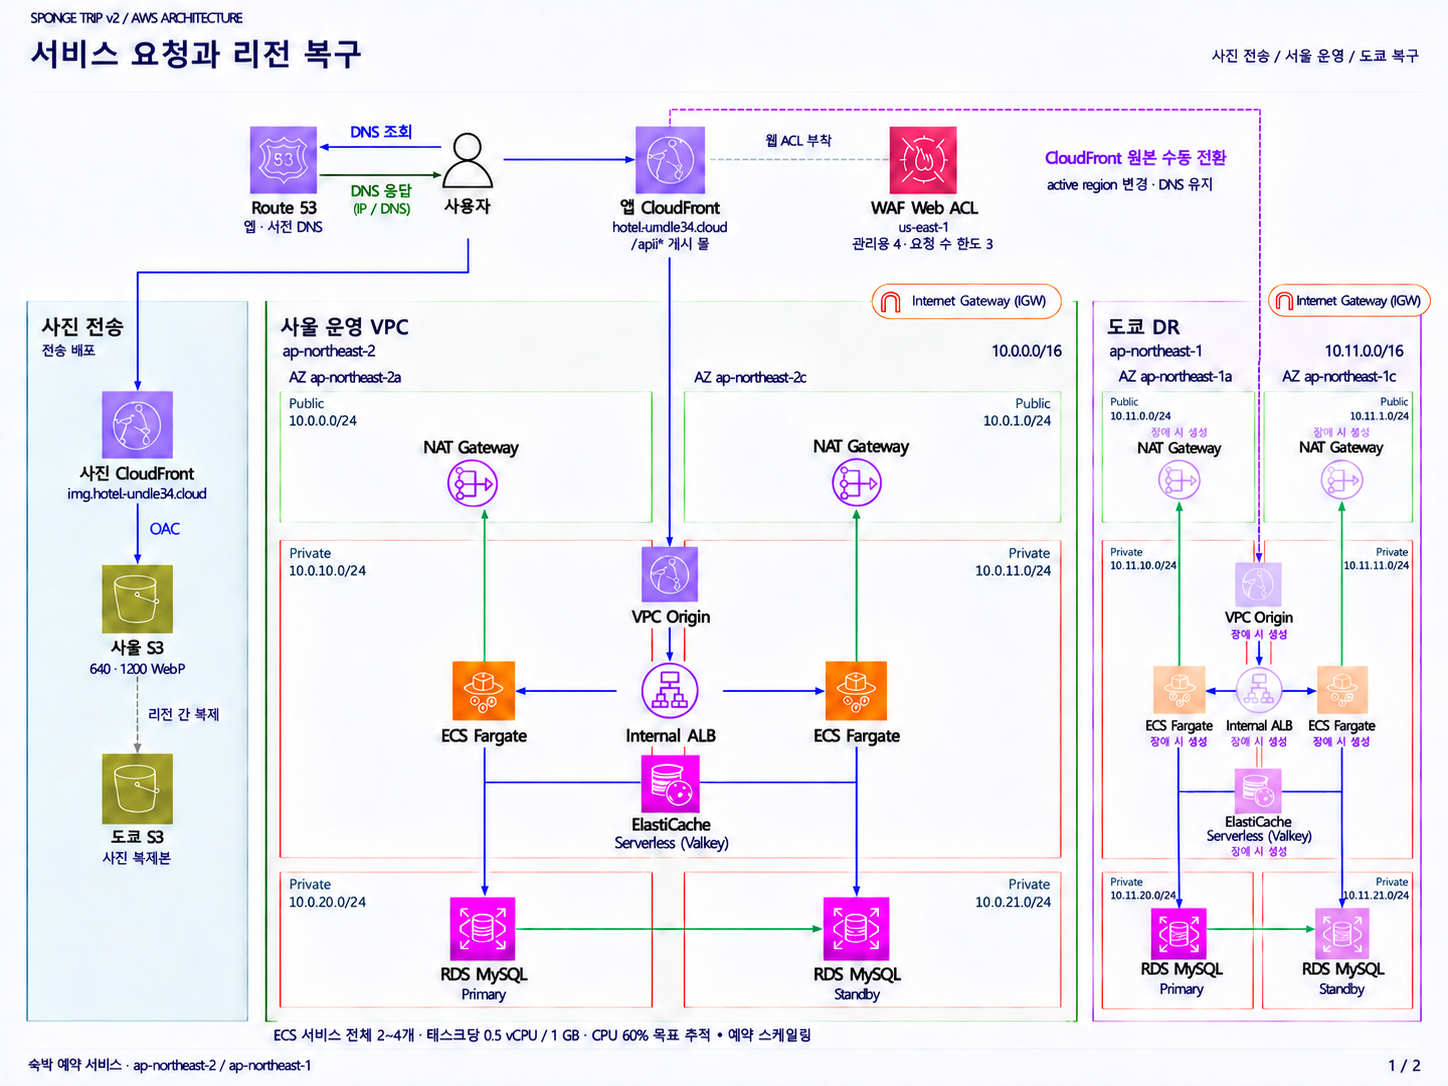 SPONGE TRIP v2 / AWS ARCHITECTURE
서비스 요청과 리전 복구
사진 전송 / 서울 운영 / 도쿄 복구
DNS 조회
DNS 응답
(IP / DNS)
Route 53
엡 · 서전 DNS
사용자
앱 CloudFront
hotel-umdle34.cloud
/apii* 게시 물
웹 ACL 부착
WAF Web ACL
us-east-1
관리용 4 · 요청 수 한도 3
CloudFront 원본 수동 전환
active region 변경 · DNS 유지
사진 전송
전송 배포
사진 CloudFront
img.hotel-undle34.cloud
OAC
사울 S3
640 · 1200 WebP
리전 간 복제
도쿄 S3
사진 복제본
Internet Gateway (IGW)
사울 운영 VPC
ap-northeast-2
10.0.0.0/16
AZ ap-northeast-2a
AZ ap-northeast-2c
Public
10.0.0.0/24
NAT Gateway
Public
10.0.1.0/24
NAT Gateway
Private
10.0.10.0/24
Private
10.0.11.0/24
VPC Origin
ECS Fargate
Internal ALB
ECS Fargate
ElastiCache
Serverless (Valkey)
Private
10.0.20.0/24
Private
10.0.21.0/24
RDS MySQL
Primary
RDS MySQL
Standby
Internet Gateway (IGW)
도쿄 DR
ap-northeast-1
10.11.0.0/16
AZ ap-northeast-1a
AZ ap-northeast-1c
Public
10.11.0.0/24
장애 시 생성
NAT Gateway
Public
10.11.1.0/24
장애 시 생성
NAT Gateway
Private
10.11.10.0/24
Private
10.11.11.0/24
VPC Origin
장애 시 생성
ECS Fargate
장애 시 생성
Internal ALB
장애 시 생성
ECS Fargate
장애 시 생성
ElastiCache
Serverless (Valkey)
장애 시 생성
Private
10.11.20.0/24
Private
10.11.21.0/24
RDS MySQL
Primary
RDS MySQL
Standby
ECS 서비스 전체 2~4개 · 태스크당 0.5 vCPU / 1 GB · CPU 60% 목표 추적 • 예약 스케일링
숙박 예약 서비스 · ap-northeast-2 / ap-northeast-1
1 / 2